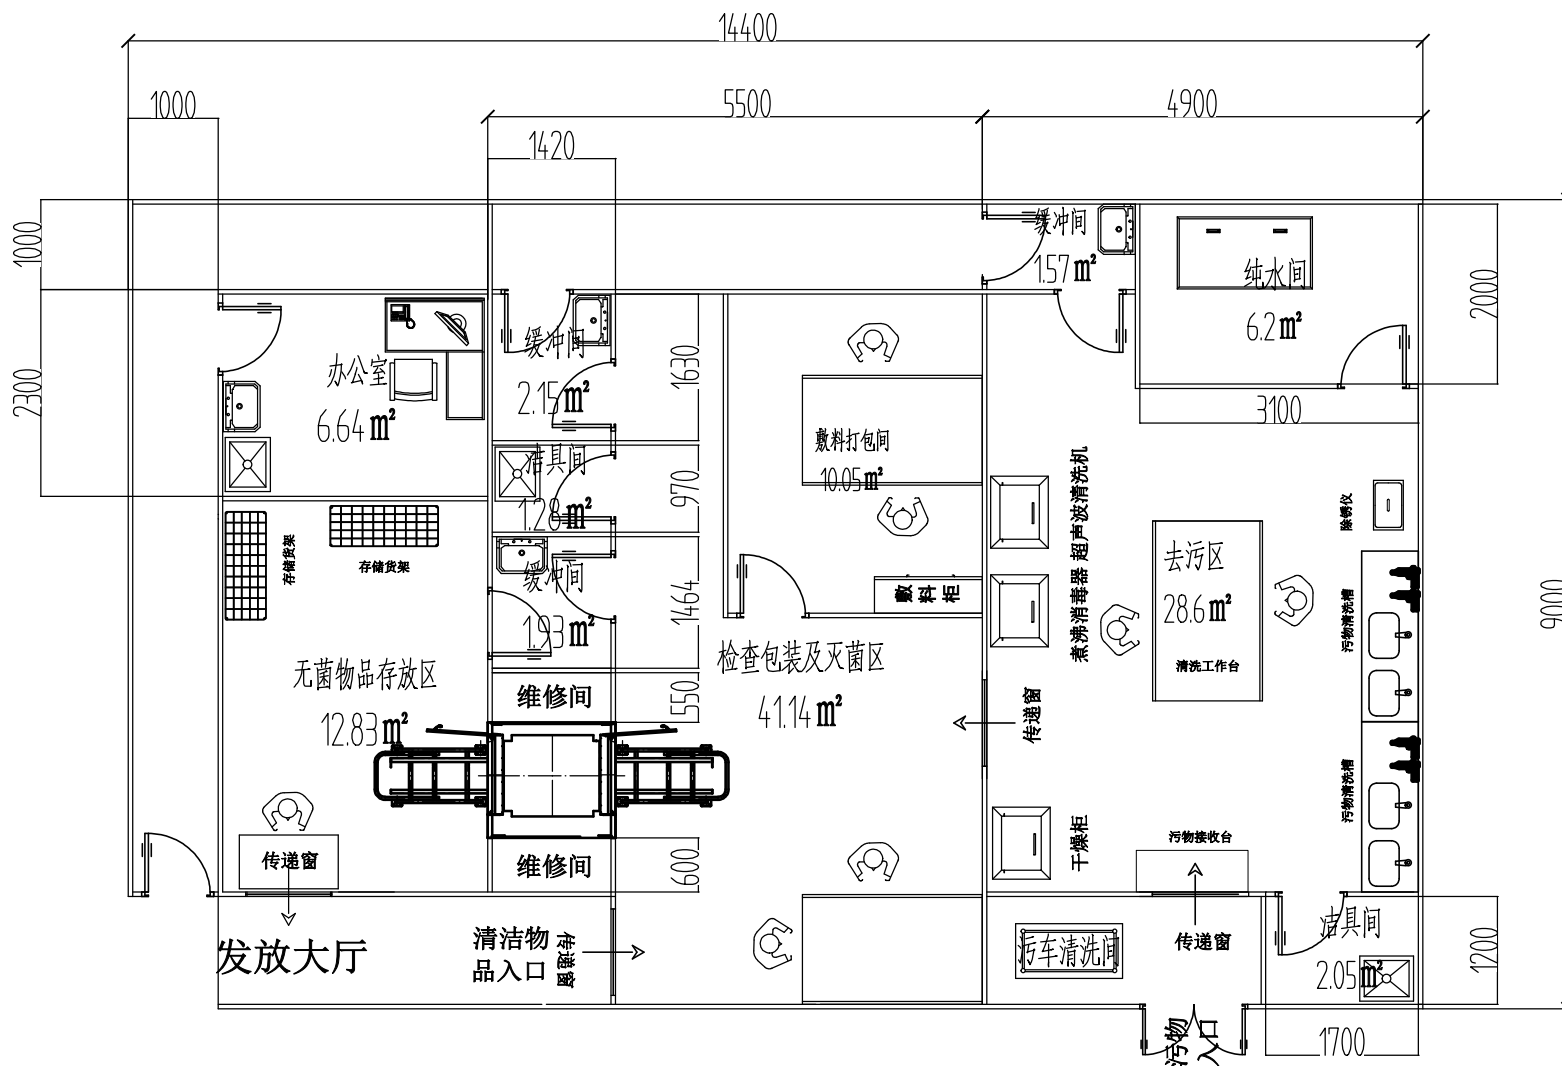 14400
1000
5500
4900
1420
1000
缓冲间
1.57m²
纯水间
6.2m²
2000
缓冲间
2.15m²
1630
办公室
6.64m²
2300
3100
敷料打包间
10.05m²
洁具间
1.28m²
970
煮沸消毒器 超声波清洗机
除锈仪
存储货架
存储货架
缓冲间
1.93m²
1464
敷料柜
去污区
28.6m²
清洗工作台
污物清洗槽
9000
无菌物品存放区
12.83m²
维修间
550
检查包装及灭菌区
41.14m²
传递窗
污物清洗槽
传递窗
维修间
600
干燥柜
污物接收台
发放大厅
清洁物
品入口
传递窗
污车清洗间
传递窗
洁具间
2.05m²
1200
污物
入口
1700